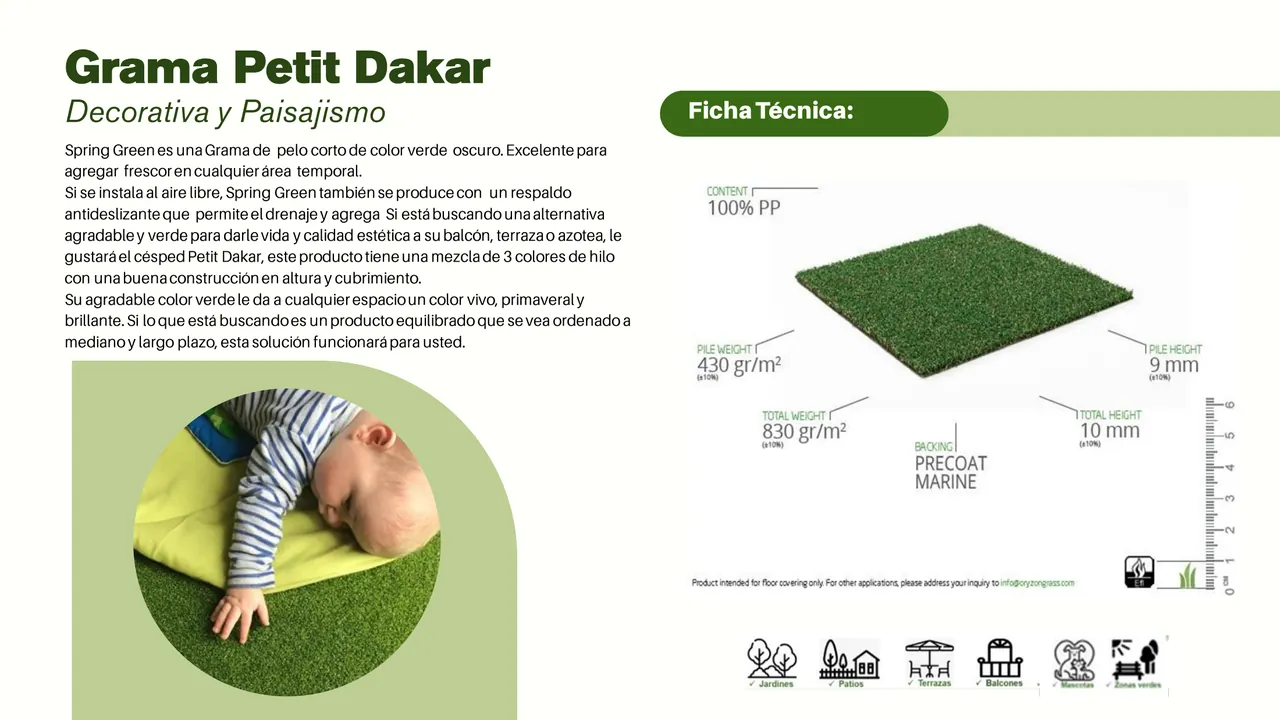 Grama Petit Dakar
Decorativa y Paisajismo
Spring Green es una Grama de pelo corto de color verde oscuro. Excelente para
agregar frescor en cualquier área temporal.
Si se instala al aire libre, Spring Green también se produce con un respaldo
antideslizante que permite el drenaje y agrega Si está buscando una alternativa
agradable y verde para darle vida y calidad estética a su balcón, terraza o azotea, le
gustará el césped Petit Dakar, este producto tiene una mezcla de 3 colores de hilo
con una buena construcción en altura y cubrimiento.
Su agradable color verde le da a cualquier espacio un color vivo, primaveral y
brillante. Si lo que está buscando es un producto equilibrado que se vea ordenado a
mediano y largo plazo, esta solución funcionará para usted.
Ficha Técnica:
CONTENT
100% PP
PILE WEIGHT
430 gr/m²
(±10%)
PILE HEIGHT
9 mm
(±10%)
TOTAL WEIGHT
830 gr/m²
(±10%)
TOTAL HEIGHT
10 mm
(±10%)
BACKING
PRECOAT
MARINE
6
5
4
3
2
1
0 CM
Efl
Product intended for floor covering only. For other applications, please address your inquiry to info@oryzongrass.com
✓ Jardines
✓ Patios
✓ Terrazas
✓ Balcones
✓ Mascotas
✓ Zonas verdes